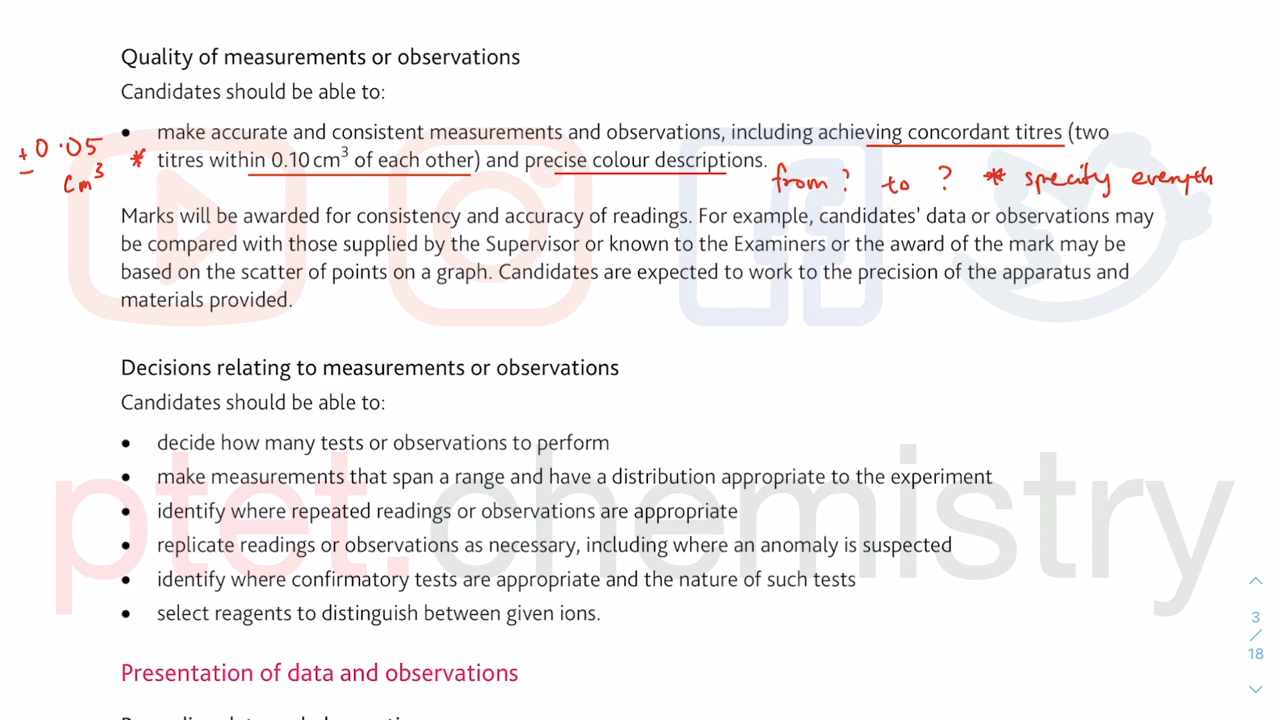 Quality of measurements or observations
Candidates should be able to:
• make accurate and consistent measurements and observations, including achieving concordant titres (two
±0.05 * titres within 0.10 cm³ of each other) and precise colour descriptions.
cm³ from? to ? * specify everyth
Marks will be awarded for consistency and accuracy of readings. For example, candidates’ data or observations may
be compared with those supplied by the Supervisor or known to the Examiners or the award of the mark may be
based on the scatter of points on a graph. Candidates are expected to work to the precision of the apparatus and
materials provided.
Decisions relating to measurements or observations
Candidates should be able to:
• decide how many tests or observations to perform
• make measurements that span a range and have a distribution appropriate to the experiment
• identify where repeated readings or observations are appropriate
• replicate readings or observations as necessary, including where an anomaly is suspected
• identify where confirmatory tests are appropriate and the nature of such tests
• select reagents to distinguish between given ions.
ptet.chemistry
3
/
18
Presentation of data and observations